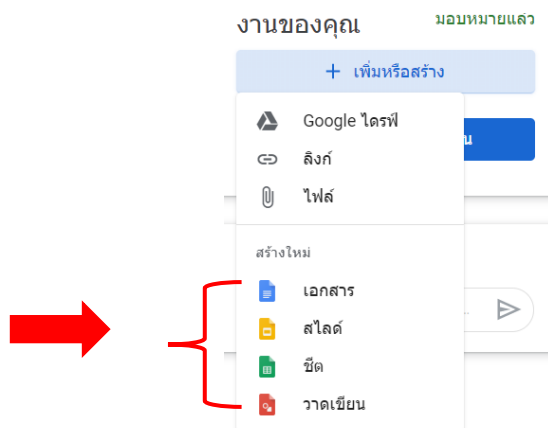 งานของคุณ
มอบหมายแล้ว
+ เพิ่มหรือสร้าง
Google ไดรฟ์
ลิงก์
ไฟล์
สร้างใหม่
เอกสาร
สไลด์
ชีต
วาดเขียน